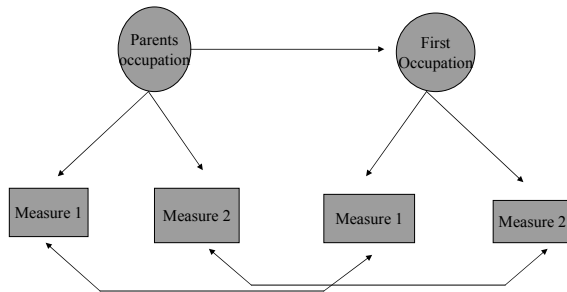 Parents
occupation
First
Occupation
Measure 1
Measure 2
Measure 1
Measure 2